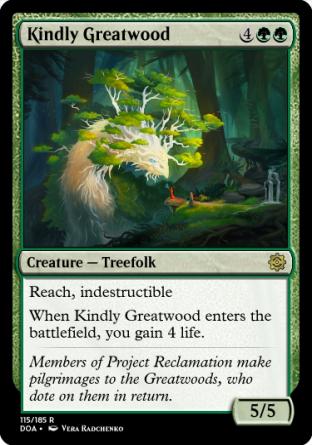 Kindly Greatwood 4
Creature — Treefolk
Reach, indestructible
When Kindly Greatwood enters the
battlefield, you gain 4 life.
Members of Project Reclamation make
pilgrimages to the Greatwoods, who
dote on them in return.
5/5
115/185 R
DOA • Vera Radchenko